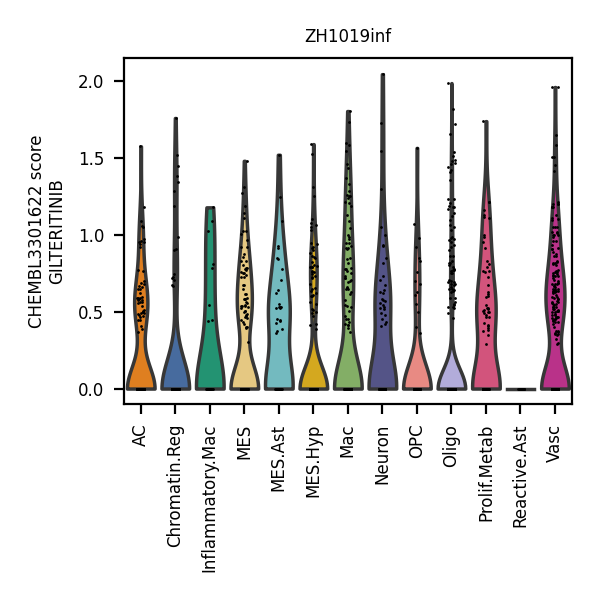 ZH1019inf
CHEMBL3301622 score
GILTERITINIB
2.0
1.5
1.0
0.5
0.0
AC
Chromatin.Reg
Inflammatory.Mac
MES
MES.Ast
MES.Hyp
Mac
Neuron
OPC
Oligo
Prolif.Metab
Reactive.Ast
Vasc